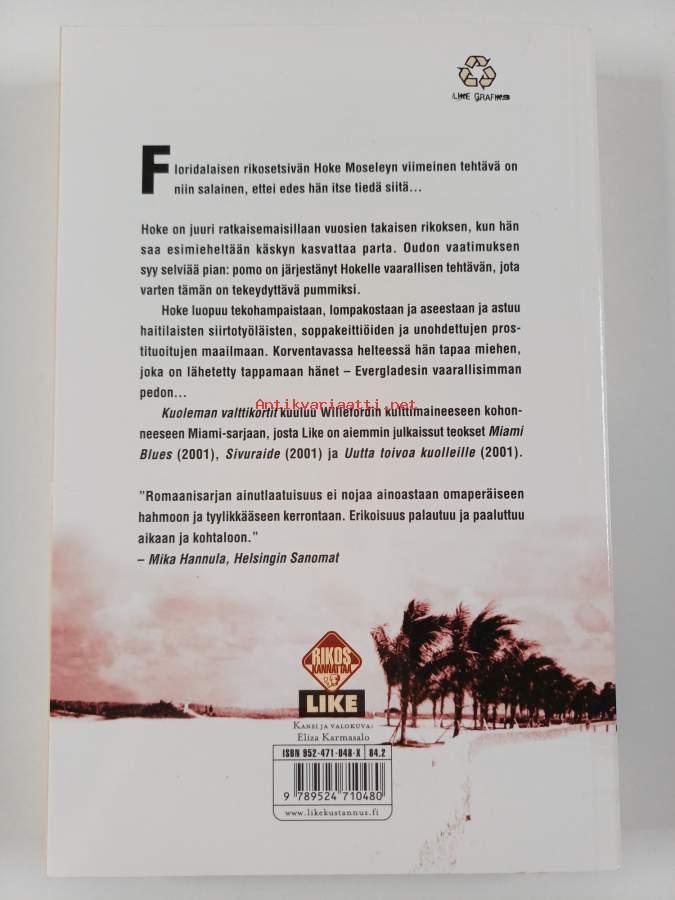 LIKE GRAFIIKS
Floridalaisen rikosetsivän Hoke Moseleyn viimeinen tehtävä on
niin salainen, ettei edes hän itse tiedä siitä...
Hoke on juuri ratkaisemaisillaan vuosien takaisen rikoksen, kun hän
saa esimieheltään käskyn kasvattaa parta. Oudon vaatimuksen
syy selviää pian: pomo on järjestänyt Hokelle vaarallisen tehtävän, jota
varten tämän on tekeydyttävä pummiksi.
Hoke luopuu tekohampaistaan, lompakostaan ja aseestaan ja astuu
haitilaisten siirtotyöläisten, soppakeittiöiden ja unohdettujen pros-
tituoitujen maailmaan. Korventavassa helteessä hän tapaa miehen,
joka on lähetetty tappamaan hänet – Evergladesin vaarallisimman
pedon...
Antikvariaatti.net
Kuoleman valttikortit kuuluu Willefordin kulttimaineeseen kohon-
neeseen Miami-sarjaan, josta Like on aiemmin julkaissut teokset Miami
Blues (2001), Sivuraide (2001) ja Uutta toivoa kuolleille (2001).
"Romaanisarjan ainutlaatuisuus ei nojaa ainoastaan omaperäiseen
hahmoon ja tyylikkääseen kerrontaan. Erikoisuus palautuu ja paaluttuu
aikaan ja kohtaloon."
– Mika Hannula, Helsingin Sanomat
RIKOS
KANNATTAA
LIKE
Kansi ja valokuva:
Eliza Karmasalo
ISBN 952-471-048-X 84.2
9 789524 710480
www.likekustannus.fi